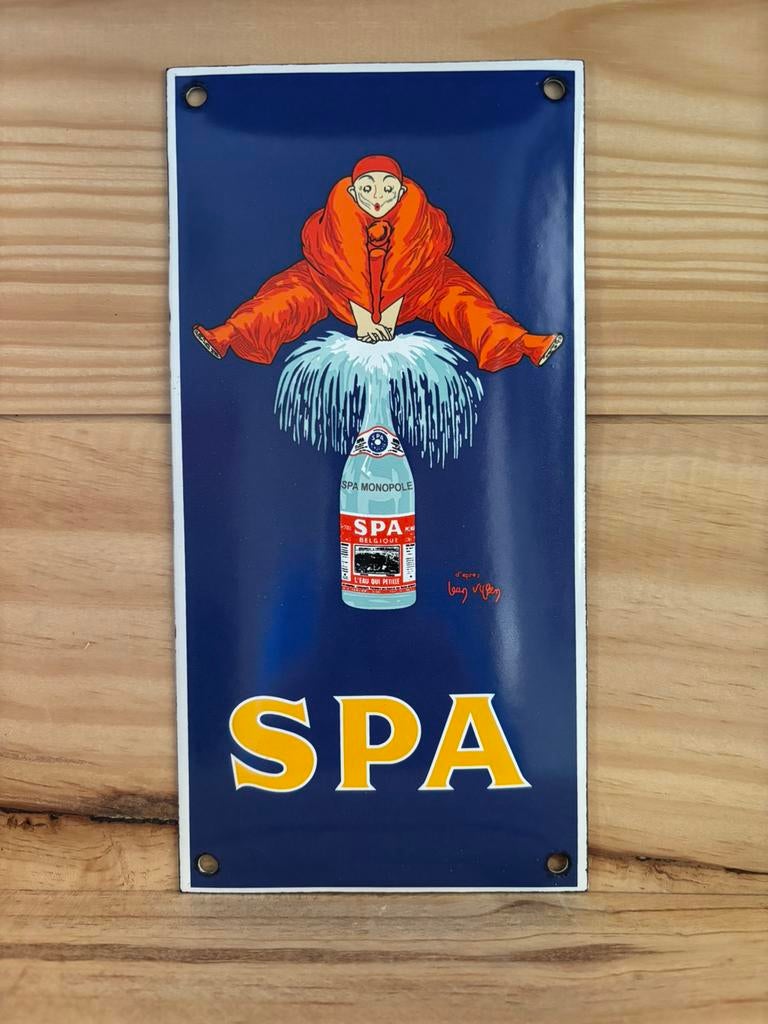 SPA MONOPOLE
SPA
BELGIQUE
L'EAU QUI PETILLE
d'après
SPA